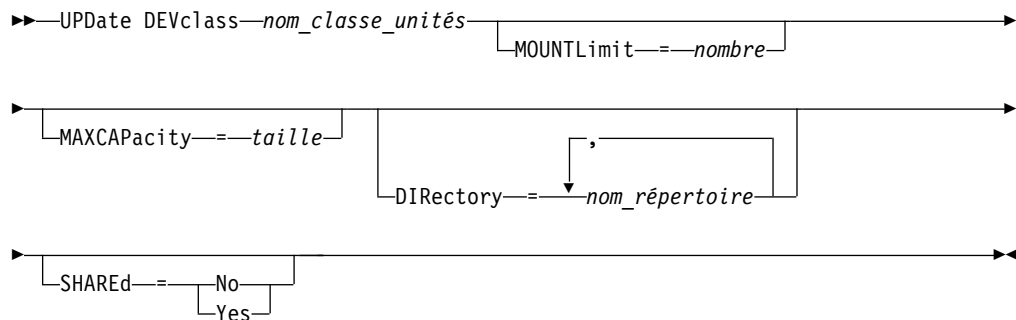 UPDate DEVclass nom_classe_unités
MOUNTLimit = nombre
MAXCAPacity = taille
,
DIRectory = nom_répertoire
SHAREd = No
Yes